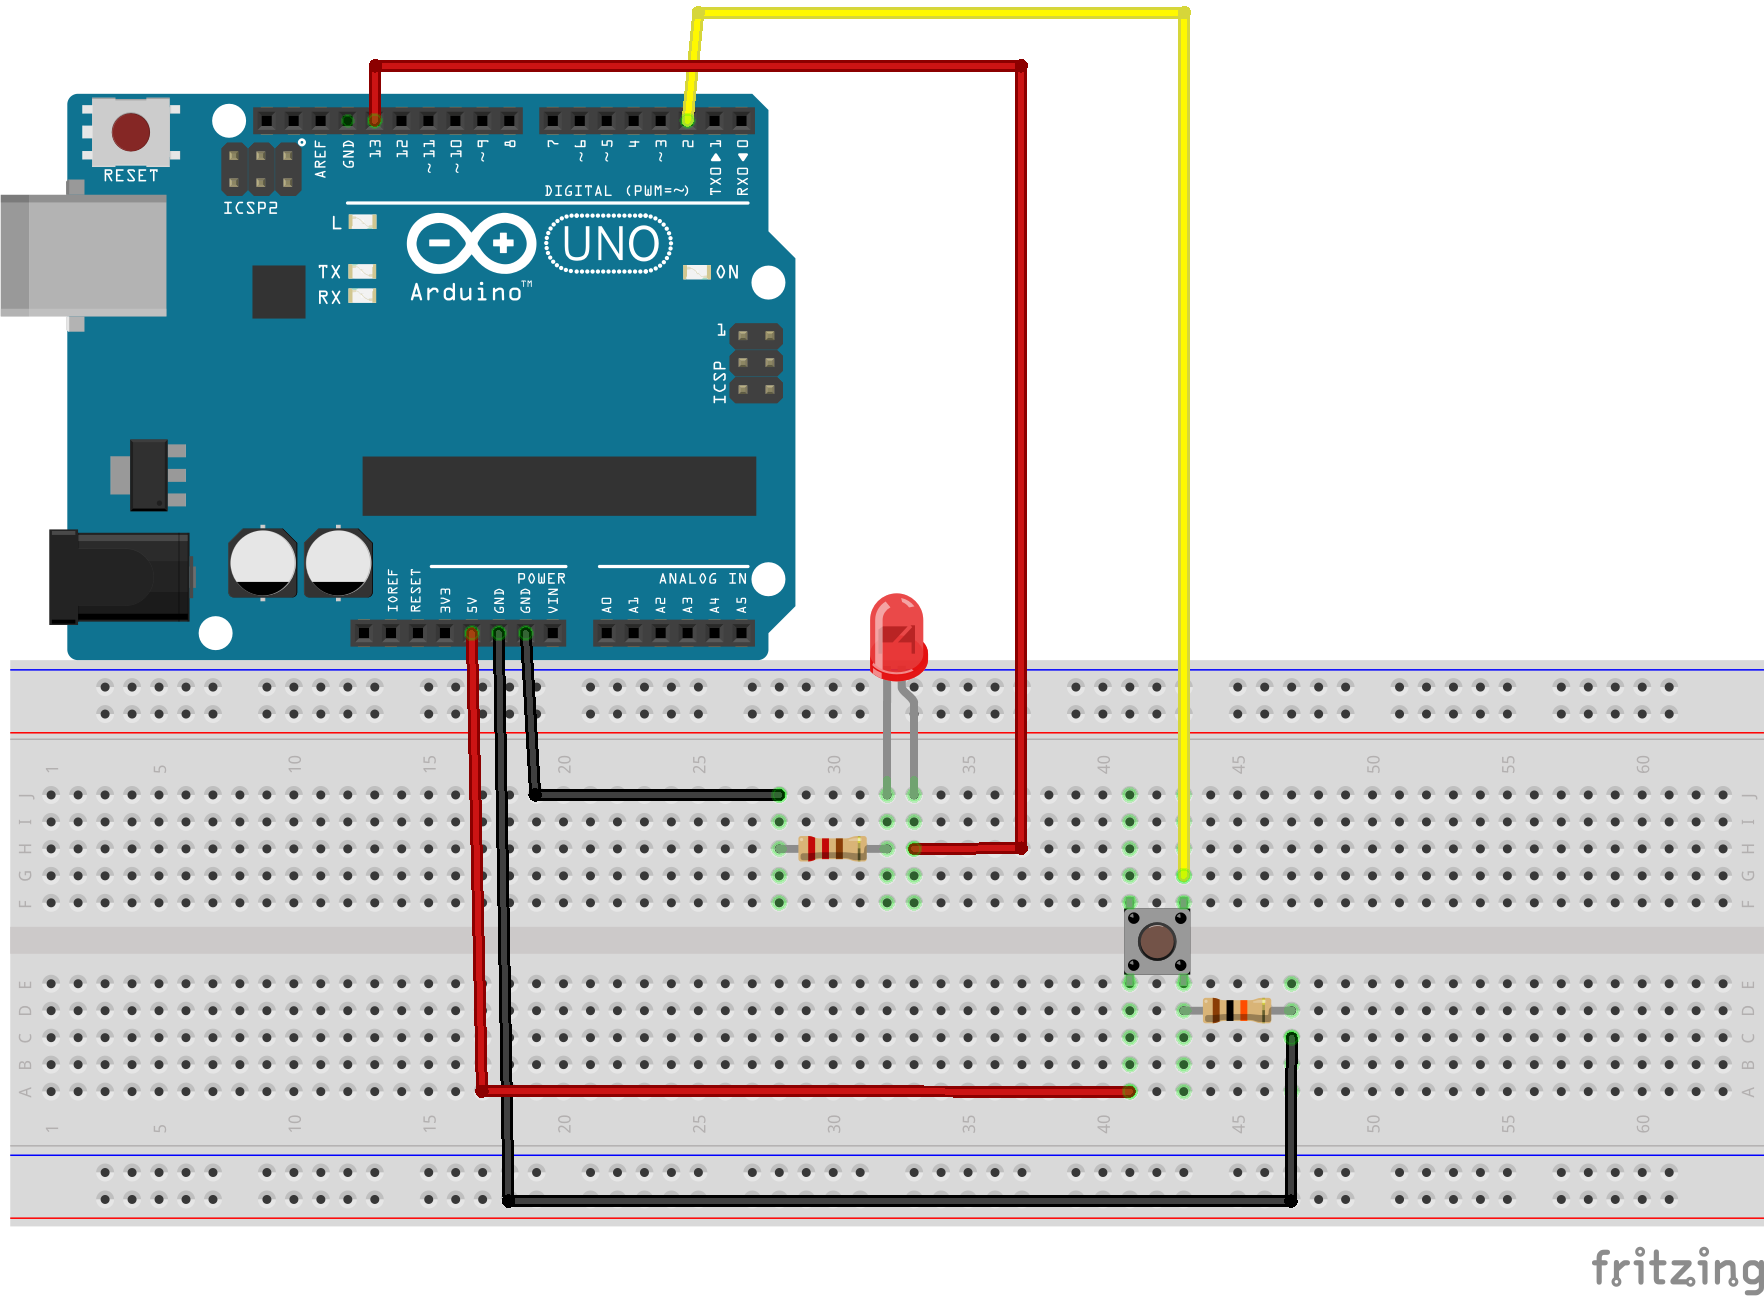 RESET
ICSP2
AREF
GND
13
12
~11
~10
~9
8
7
~6
~5
4
~3
2
TX0▶1
RX0◀0
DIGITAL (PWM=~)
L
TX
RX
UNO
Arduino™
ON
1
ICSP
IOREF
RESET
3V3
5V
GND
GND
VIN
POWER
A0
A1
A2
A3
A4
A5
ANALOG IN
1
5
10
15
20
25
30
35
40
45
50
55
60
J
I
H
G
F
J
I
H
G
F
E
D
C
B
A
E
D
C
B
A
1
5
10
15
20
25
30
35
40
45
50
55
60
fritzing